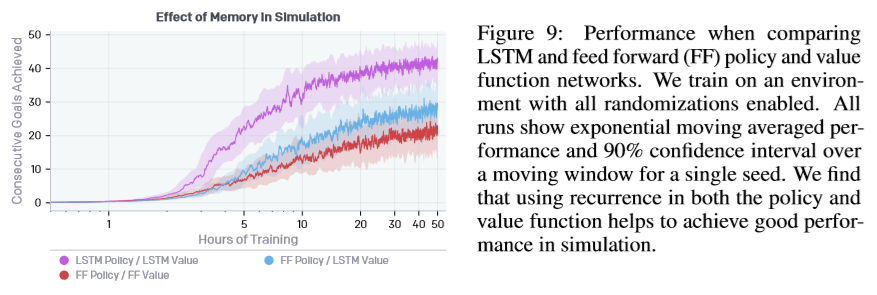 Effect of Memory in Simulation
Consecutive Goals Achieved
50
40
30
20
10
0
1
5
10
20
30
40
50
Hours of Training
LSTM Policy / LSTM Value
FF Policy / LSTM Value
FF Policy / FF Value
Figure 9: Performance when comparing
LSTM and feed forward (FF) policy and value
function networks. We train on an environ-
ment with all randomizations enabled. All
runs show exponential moving averaged per-
formance and 90% confidence interval over
a moving window for a single seed. We find
that using recurrence in both the policy and
value function helps to achieve good perfor-
mance in simulation.